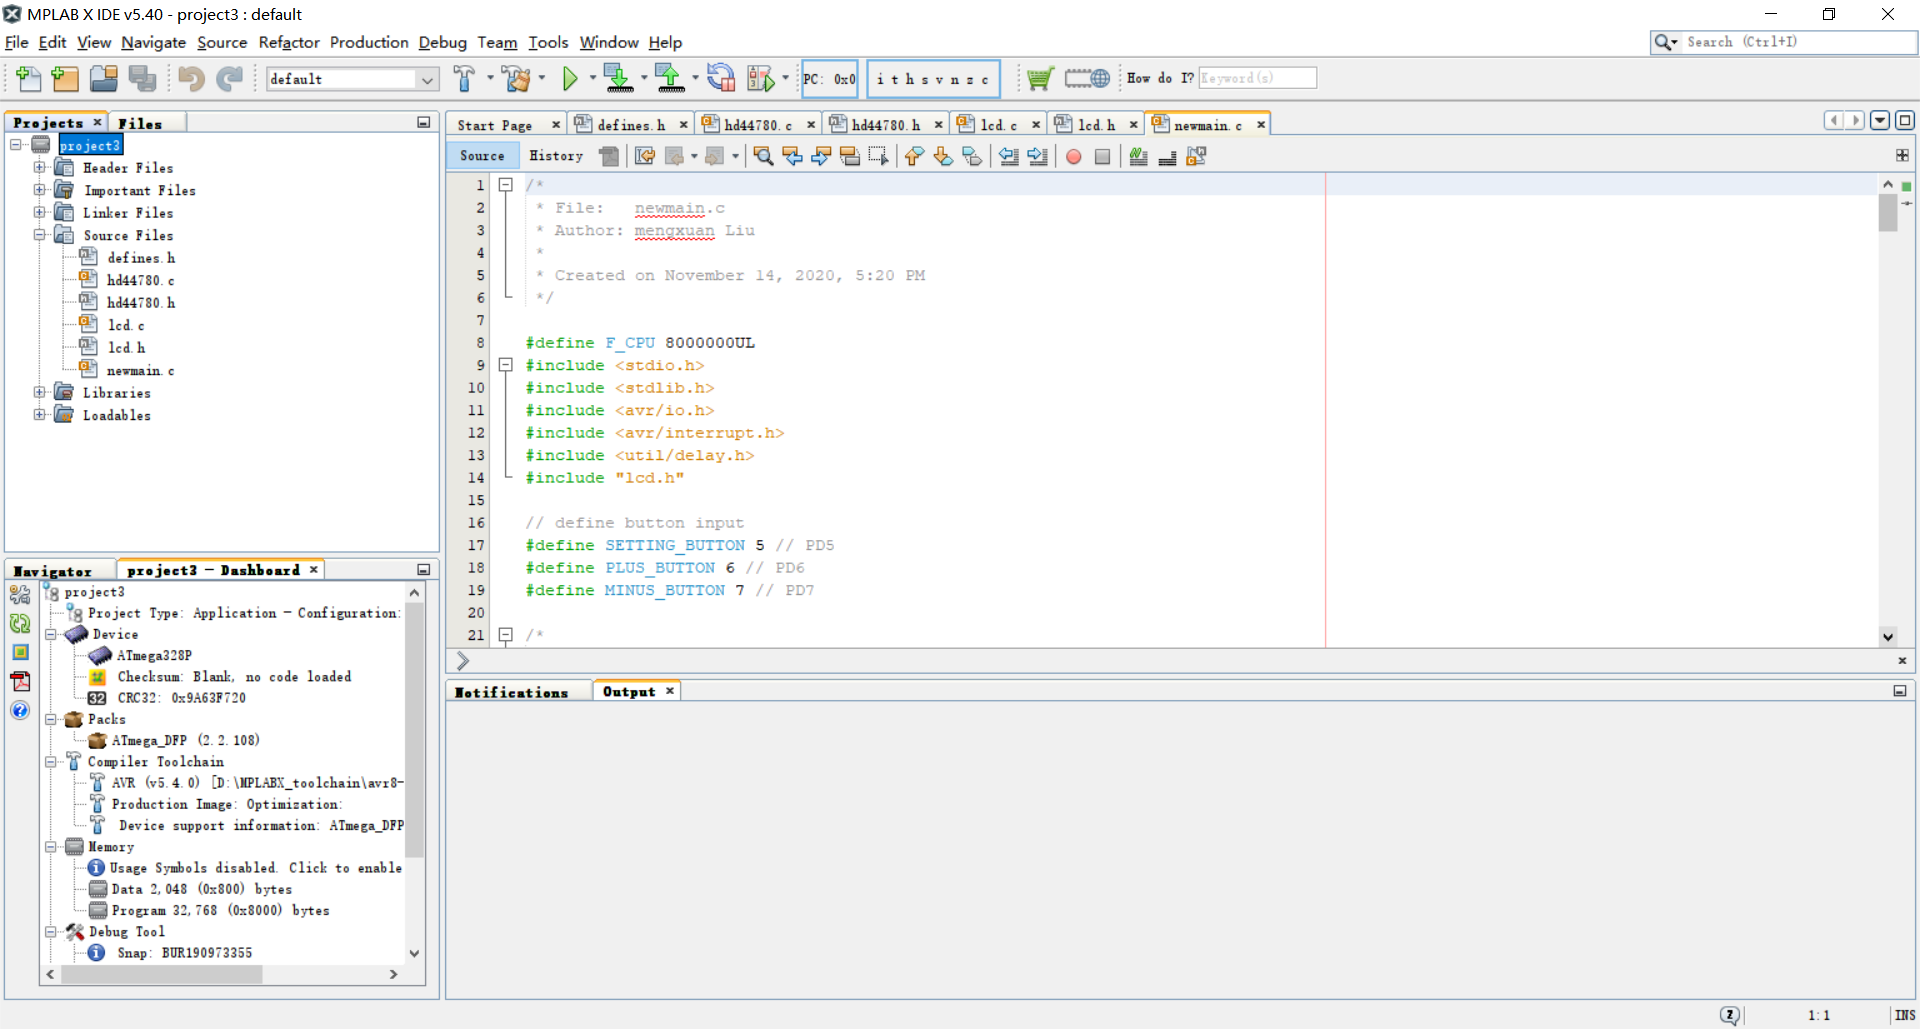 MPLAB X IDE v5.40 - project3 : default
File Edit View Navigate Source Refactor Production Debug Team Tools Window Help
Search (Ctrl+I)
default
PC: 0x0
i t h s v n z c
How do I? Keyword(s)
Projects Files
project3
Header Files
Important Files
Linker Files
Source Files
defines.h
hd44780.c
hd44780.h
lcd.c
lcd.h
newmain.c
Libraries
Loadables
Navigator project3 - Dashboard
project3
Project Type: Application - Configuration:
Device
ATmega328P
Checksum: Blank, no code loaded
32 CRC32: 0x9A63F720
Packs
ATmega_DFP (2.2.108)
Compiler Toolchain
AVR (v5.4.0) [D:\MPLABX_toolchain\avr8-
Production Image: Optimization:
Device support information: ATmega_DFP
Memory
Usage Symbols disabled. Click to enable
Data 2,048 (0x800) bytes
Program 32,768 (0x8000) bytes
Debug Tool
Snap: BUR190973355
Start Page defines.h hd44780.c hd44780.h lcd.c lcd.h newmain.c
Source History
1 /*
2 * File: newmain.c
3 * Author: mengxuan Liu
4 *
5 * Created on November 14, 2020, 5:20 PM
6 */
7
8 #define F_CPU 8000000UL
9 #include <stdio.h>
10 #include <stdlib.h>
11 #include <avr/io.h>
12 #include <avr/interrupt.h>
13 #include <util/delay.h>
14 #include "lcd.h"
15
16 // define button input
17 #define SETTING_BUTTON 5 // PD5
18 #define PLUS_BUTTON 6 // PD6
19 #define MINUS_BUTTON 7 // PD7
20
21 /*
Notifications Output
1:1 INS